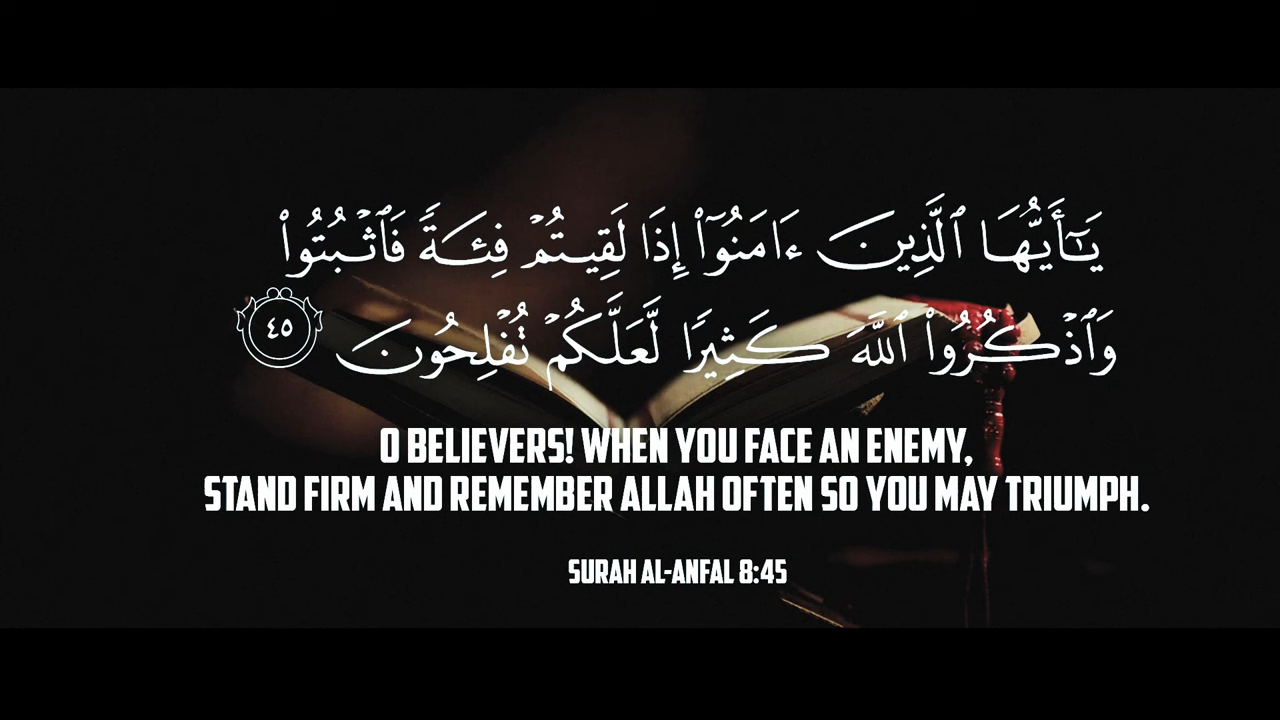 يَـٰٓأَيُّهَا ٱلَّذِينَ ءَامَنُوٓا۟ إِذَا لَقِيتُمْ فِئَةً فَٱثْبُتُوا۟
وَٱذْكُرُوا۟ ٱللَّهَ كَثِيرًا لَّعَلَّكُمْ تُفْلِحُونَ ٤٥
O BELIEVERS! WHEN YOU FACE AN ENEMY,
STAND FIRM AND REMEMBER ALLAH OFTEN SO YOU MAY TRIUMPH.
SURAH AL-ANFAL 8:45